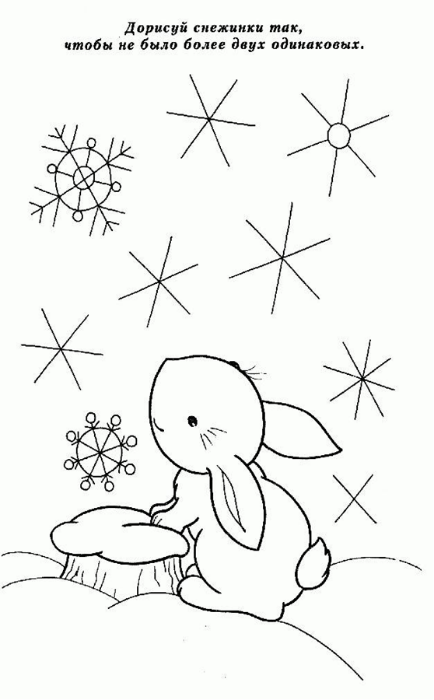 Дорисуй снежинки так,
чтобы не было более двух одинаковых.